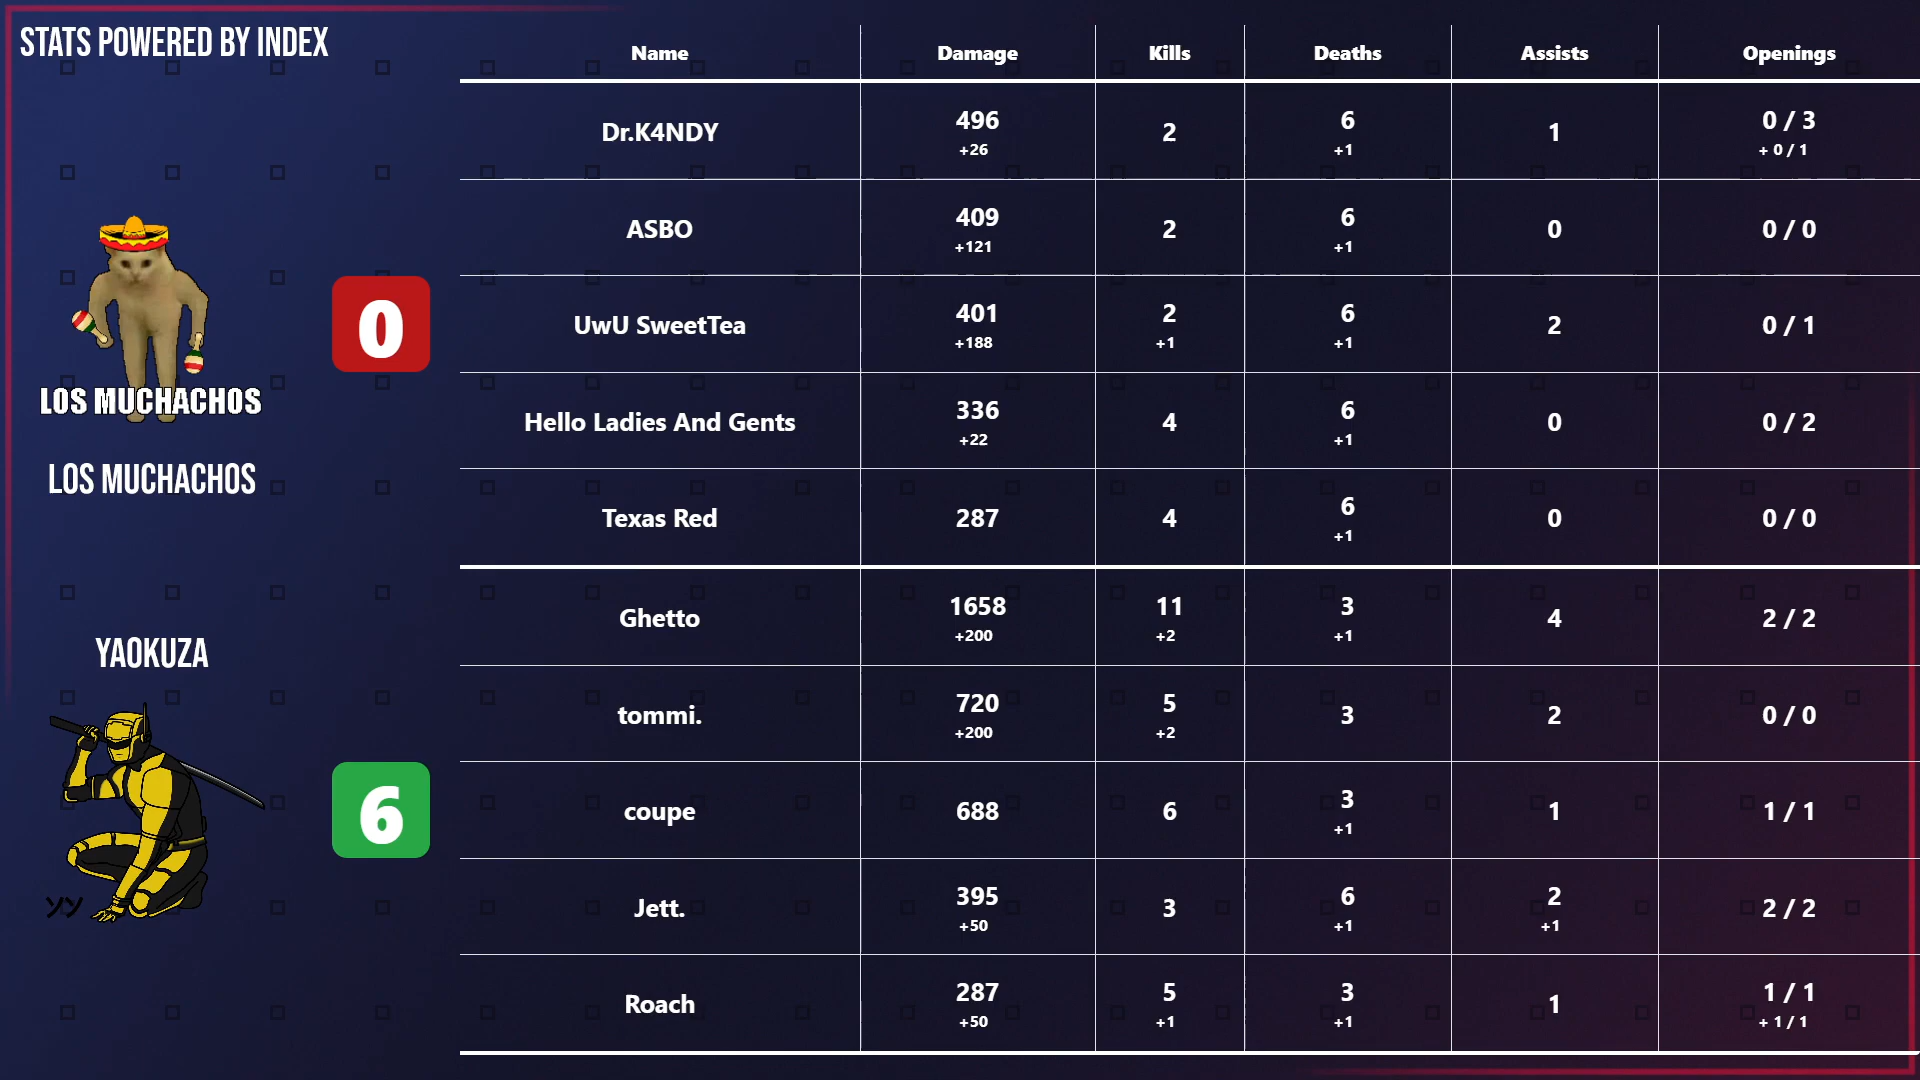 STATS POWERED BY INDEX
Name Damage Kills Deaths Assists Openings
Dr.K4NDY 496 2 6 1 0 / 3
+26 +1 + 0 / 1
ASBO 409 2 6 0 0 / 0
+121 +1
UwU SweetTea 401 2 6 2 0 / 1
+188 +1 +1
Hello Ladies And Gents 336 4 6 0 0 / 2
+22 +1
Texas Red 287 4 6 0 0 / 0
+1
0
LOS MUCHACHOS
LOS MUCHACHOS
YAOKUZA
Ghetto 1658 11 3 4 2 / 2
+200 +2 +1
tommi. 720 5 3 2 0 / 0
+200 +2
coupe 688 6 3 1 1 / 1
+1
Jett. 395 3 6 2 2 / 2
+50 +1 +1
Roach 287 5 3 1 1 / 1
+50 +1 +1 + 1 / 1
6